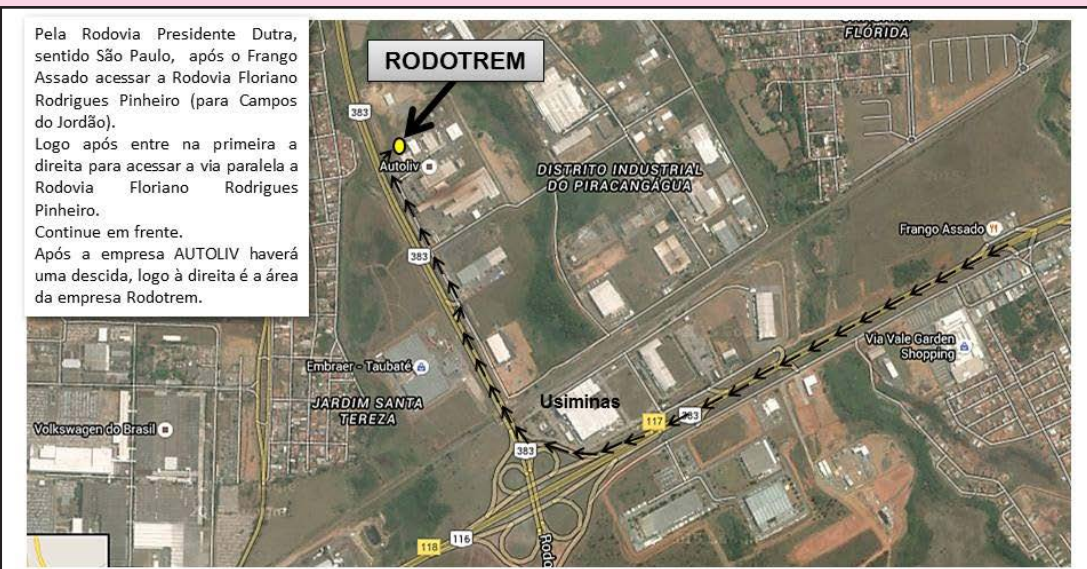 Pela Rodovia Presidente Dutra,
sentido São Paulo, após o Frango
Assado acessar a Rodovia Floriano
Rodrigues Pinheiro (para Campos
do Jordão).
Logo após entre na primeira a
direita para acessar a via paralela a
Rodovia Floriano Rodrigues
Pinheiro.
Continue em frente.
Após a empresa AUTOLIV haverá
uma descida, logo à direita é a área
da empresa Rodotrem.
RODOTREM
FLÓRIDA
383
Autoliv
DISTRITO INDUSTRIAL
DO PIRACANGÁGUA
Frango Assado
383
Via Vale Garden
Shopping
Embraer - Taubaté
JARDIM SANTA
TEREZA
Usiminas
117
383
Volkswagen do Brasil
383
116
118
Rodo